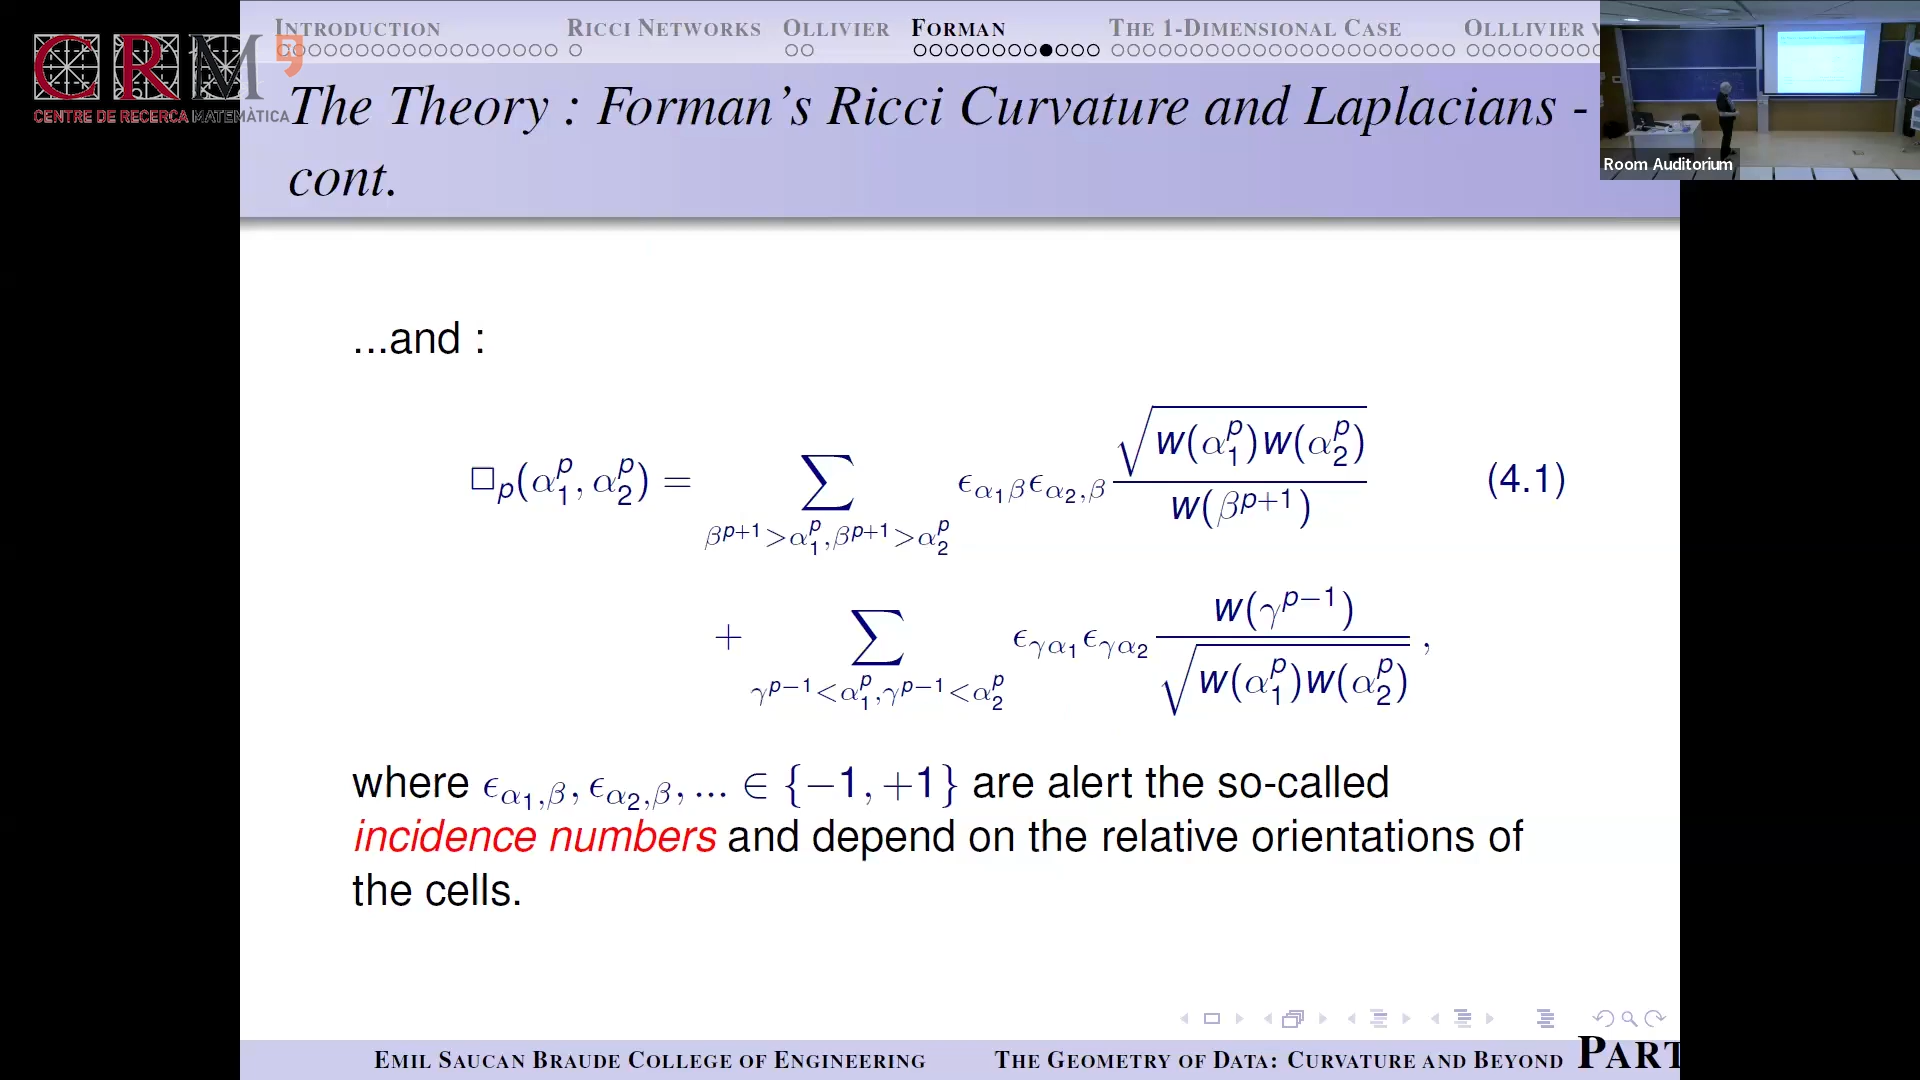 INTRODUCTION RICCI NETWORKS OLLIVIER FORMAN THE 1-DIMENSIONAL CASE OLLLIVIER V
CRM
CENTRE DE RECERCA MATEMÀTICA
The Theory : Forman's Ricci Curvature and Laplacians -
cont.
Room Auditorium
...and :
□_p(α_1^p, α_2^p) = ∑_{β^{p+1}>α_1^p, β^{p+1}>α_2^p} ϵ_{α_1β}ϵ_{α_2,β} √(w(α_1^p)w(α_2^p)) / w(β^{p+1}) (4.1)
+ ∑_{γ^{p−1}<α_1^p, γ^{p−1}<α_2^p} ϵ_{γα_1}ϵ_{γα_2} w(γ^{p−1}) / √(w(α_1^p)w(α_2^p)) ,
where ϵ_{α_1,β}, ϵ_{α_2,β}, ... ∈ {−1, +1} are alert the so-called
incidence numbers and depend on the relative orientations of
the cells.
EMIL SAUCAN BRAUDE COLLEGE OF ENGINEERING THE GEOMETRY OF DATA: CURVATURE AND BEYOND PART